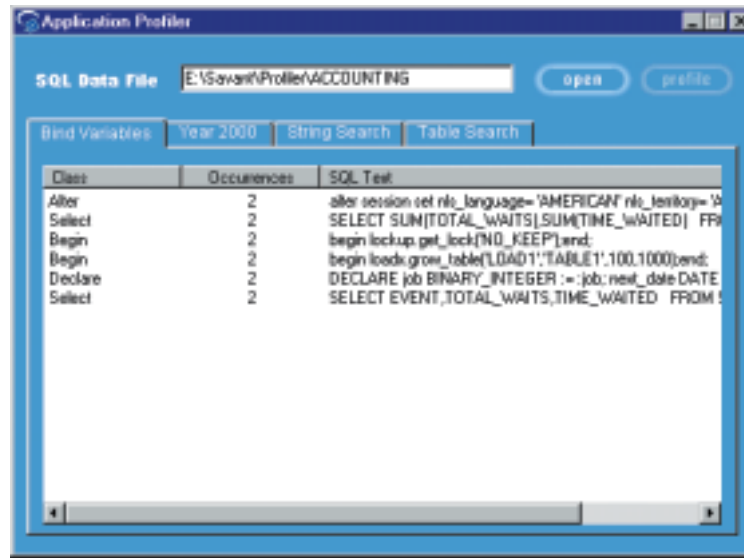 Application Profiler
SQL Data File E:\Savant\Profiler\ACCOUNTING open profile
Bind Variables Year 2000 String Search Table Search
Class Occurrences SQL Text
Alter 2 alter session set nls_language= 'AMERICAN' nls_territory= 'A
Select 2 SELECT SUM(TOTAL_WAITS),SUM(TIME_WAITED) FR
Begin 2 begin lockup.get_lock('NO_KEEP');end;
Begin 2 begin loadx.grow_table('LOAD1','TABLE1',100,1000);end;
Declare 2 DECLARE job BINARY_INTEGER := :job; next_date DATE
Select 2 SELECT EVENT,TOTAL_WAITS,TIME_WAITED FROM